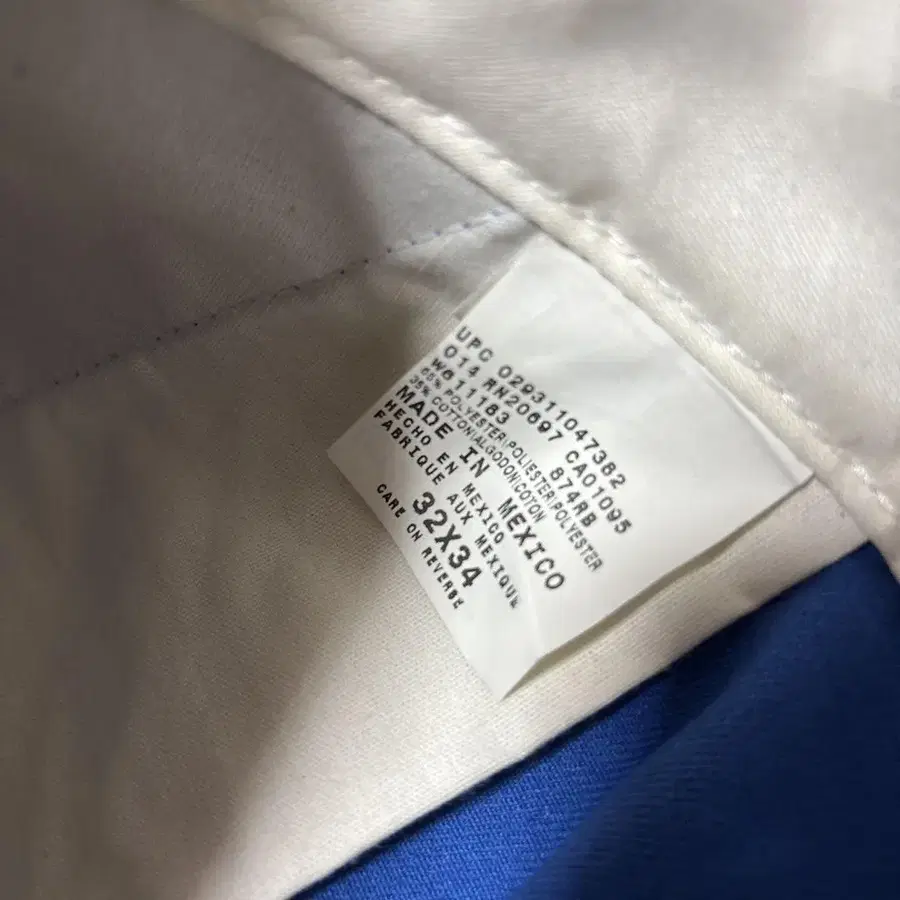 UPC 029311047382
014 RN20697 CA01095
W611183 874RB
65% POLYESTER|POLIESTER|POLYESTER
35% COTTON|ALGODON|COTON
MADE IN MEXICO
HECHO EN MEXICO
FABRIQUE AUX MEXIQUE
32X34
CARE ON REVERSE